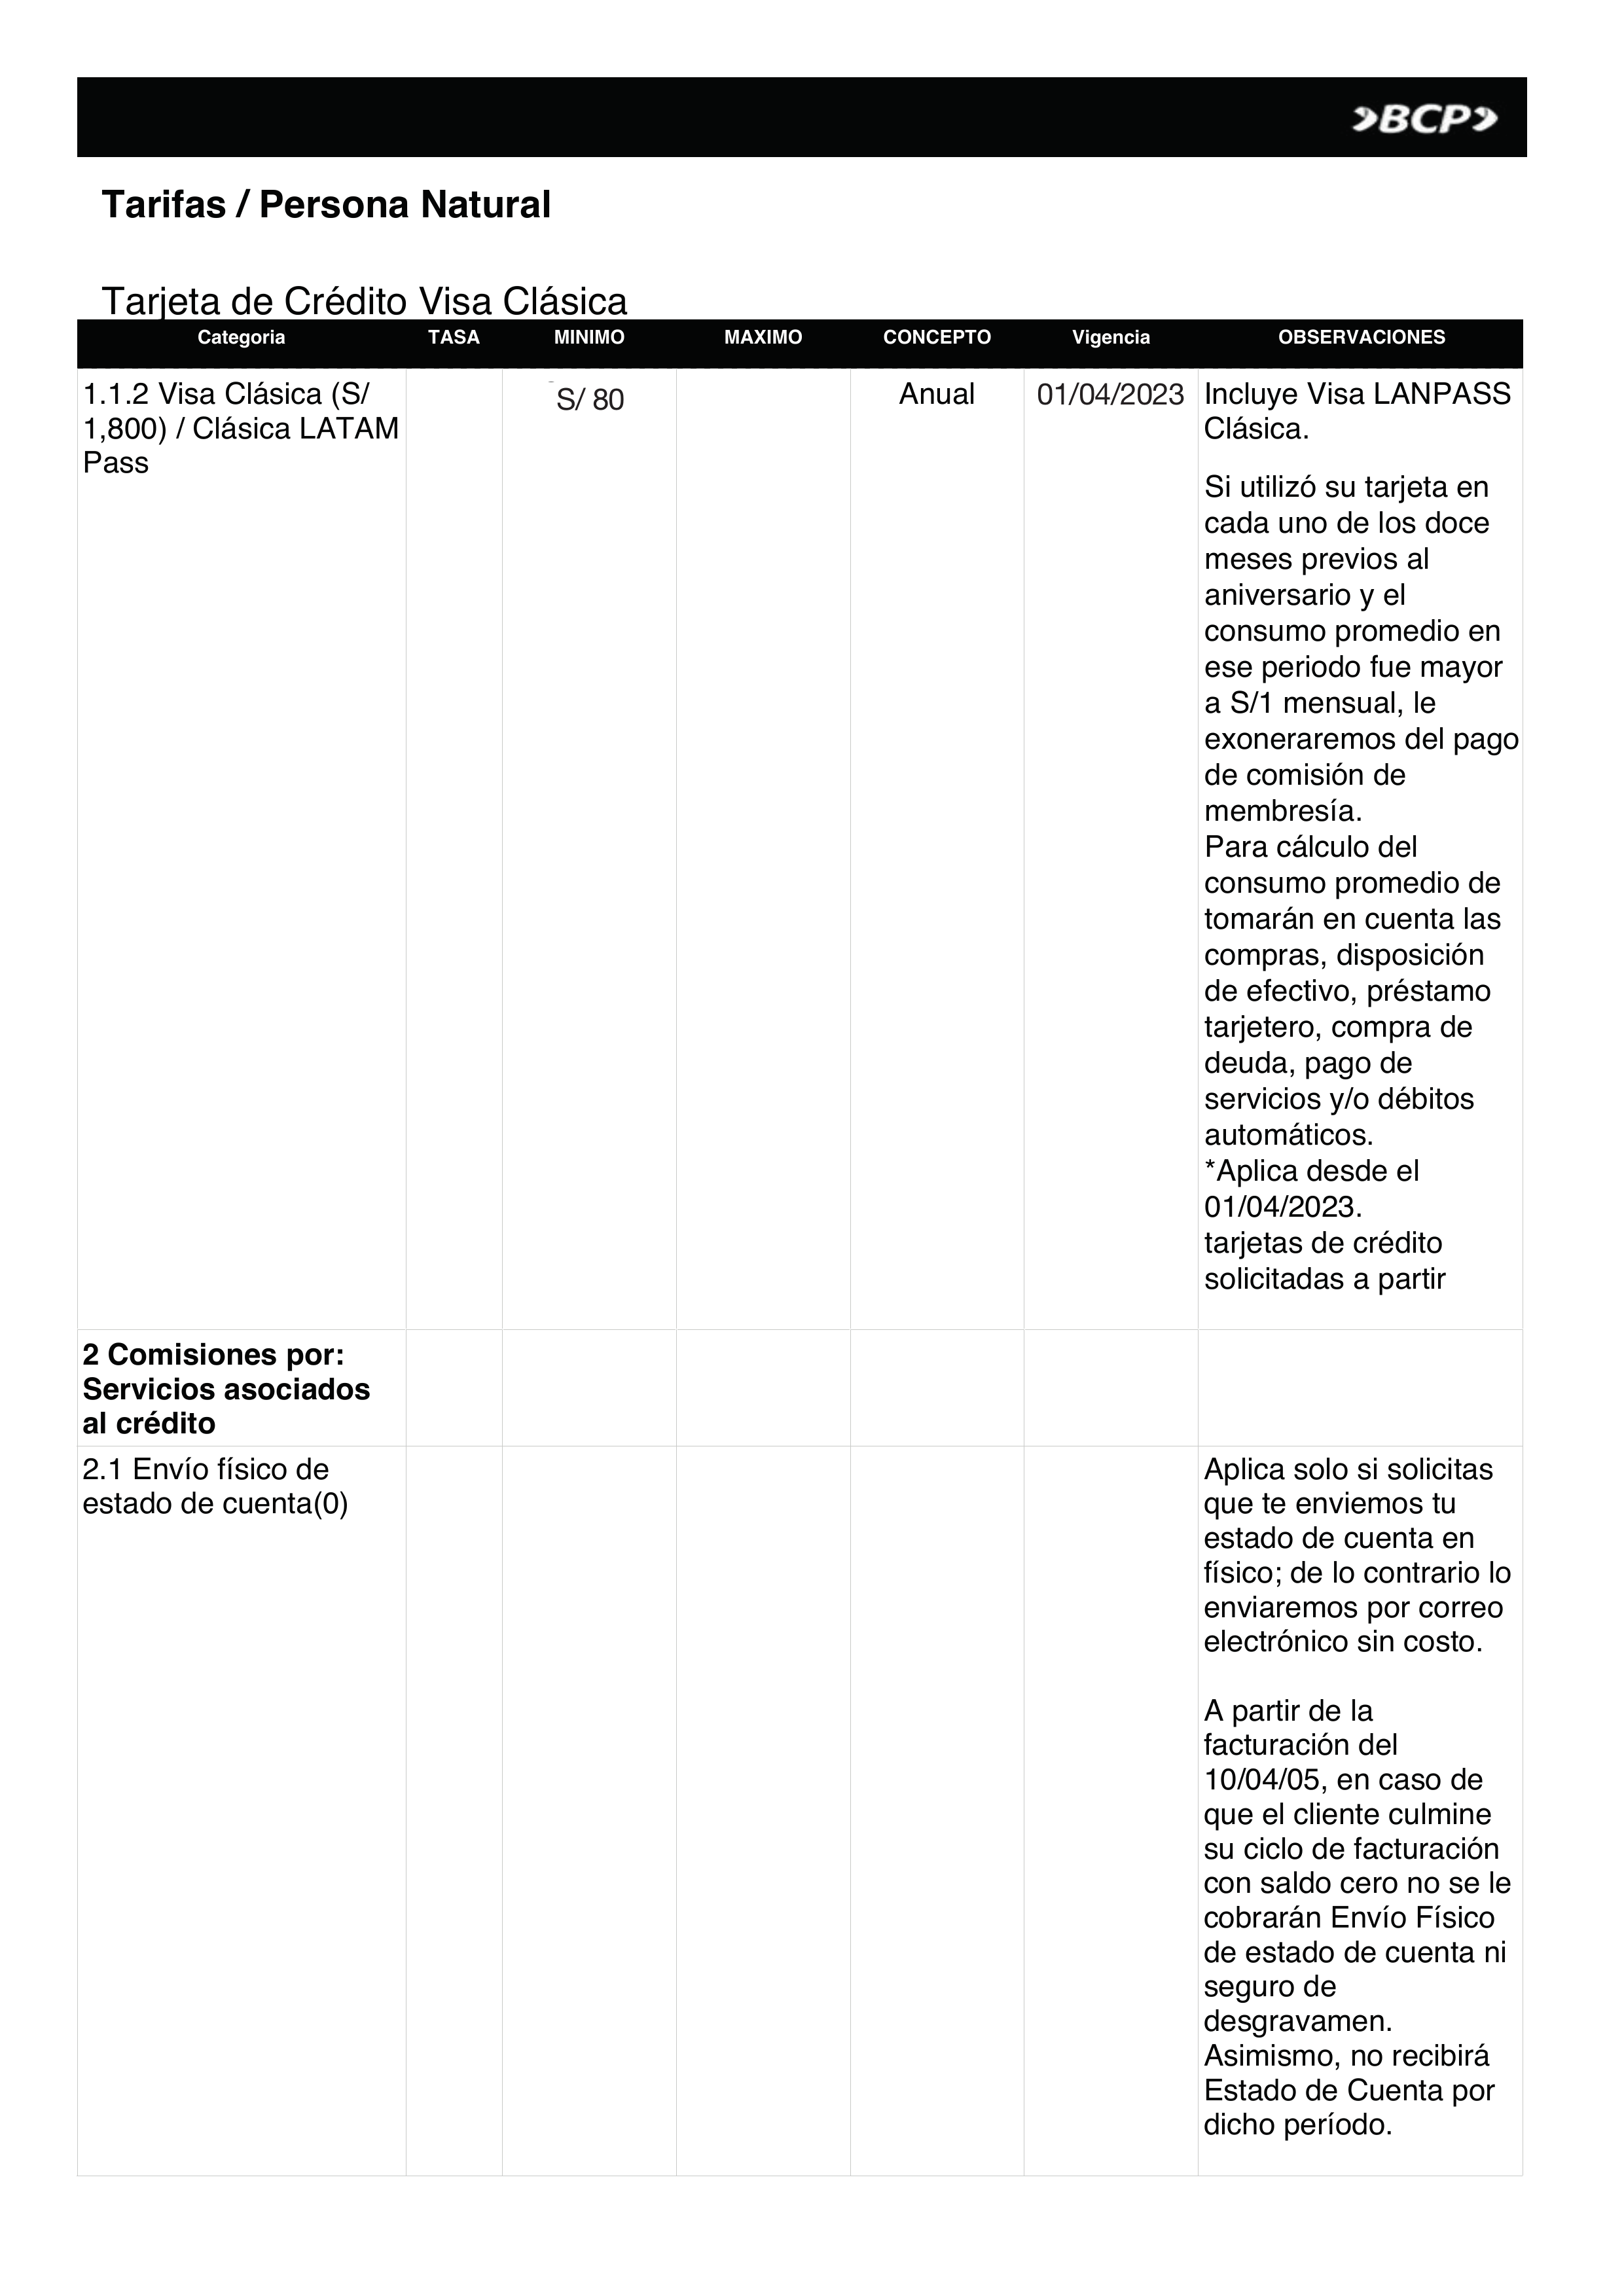 BCP
Tarifas / Persona Natural
Tarjeta de Crédito Visa Clásica
Categoria TASA MINIMO MAXIMO CONCEPTO Vigencia OBSERVACIONES
1.1.2 Visa Clásica (S/
1,800) / Clásica LATAM
Pass
S/ 80
Anual
01/04/2023
Incluye Visa LANPASS
Clásica.
Si utilizó su tarjeta en
cada uno de los doce
meses previos al
aniversario y el
consumo promedio en
ese periodo fue mayor
a S/1 mensual, le
exoneraremos del pago
de comisión de
membresía.
Para cálculo del
consumo promedio de
tomarán en cuenta las
compras, disposición
de efectivo, préstamo
tarjetero, compra de
deuda, pago de
servicios y/o débitos
automáticos.
*Aplica desde el
01/04/2023.
tarjetas de crédito
solicitadas a partir
2 Comisiones por:
Servicios asociados
al crédito
2.1 Envío físico de
estado de cuenta(0)
Aplica solo si solicitas
que te enviemos tu
estado de cuenta en
físico; de lo contrario lo
enviaremos por correo
electrónico sin costo.
A partir de la
facturación del
10/04/05, en caso de
que el cliente culmine
su ciclo de facturación
con saldo cero no se le
cobrarán Envío Físico
de estado de cuenta ni
seguro de
desgravamen.
Asimismo, no recibirá
Estado de Cuenta por
dicho período.